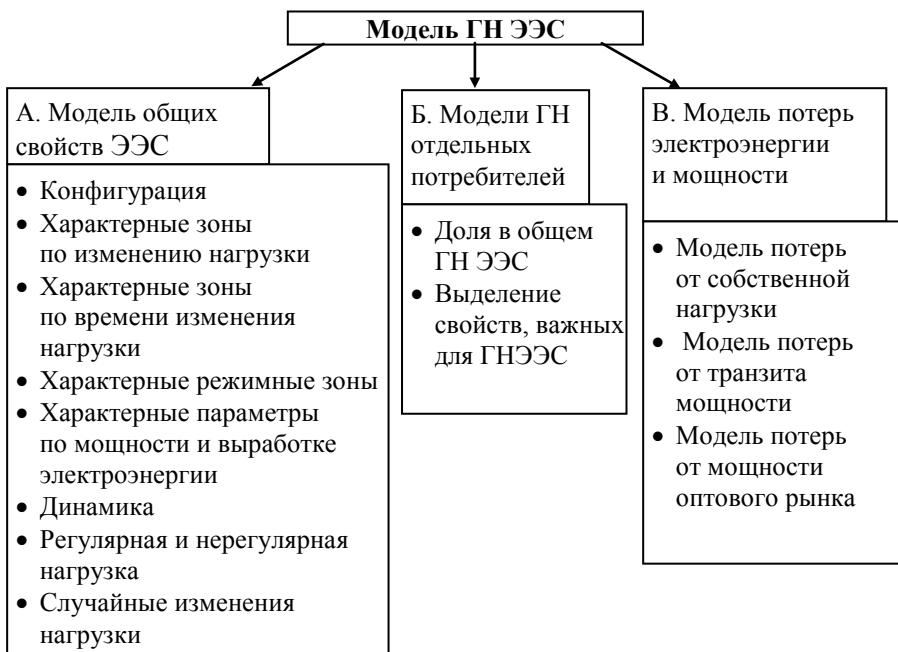 Модель ГН ЭЭС
А. Модель общих
свойств ЭЭС
• Конфигурация
• Характерные зоны
по изменению нагрузки
• Характерные зоны
по времени изменения
нагрузки
• Характерные режимные зоны
• Характерные параметры
по мощности и выработке
электроэнергии
• Динамика
• Регулярная и нерегулярная
нагрузка
• Случайные изменения
нагрузки
Б. Модели ГН
отдельных
потребителей
• Доля в общем
ГН ЭЭС
• Выделение
свойств, важных
для ГНЭЭС
В. Модель потерь
электроэнергии
и мощности
• Модель потерь
от собственной
нагрузки
• Модель потерь
от транзита
мощности
• Модель потерь
от мощности
оптового рынка